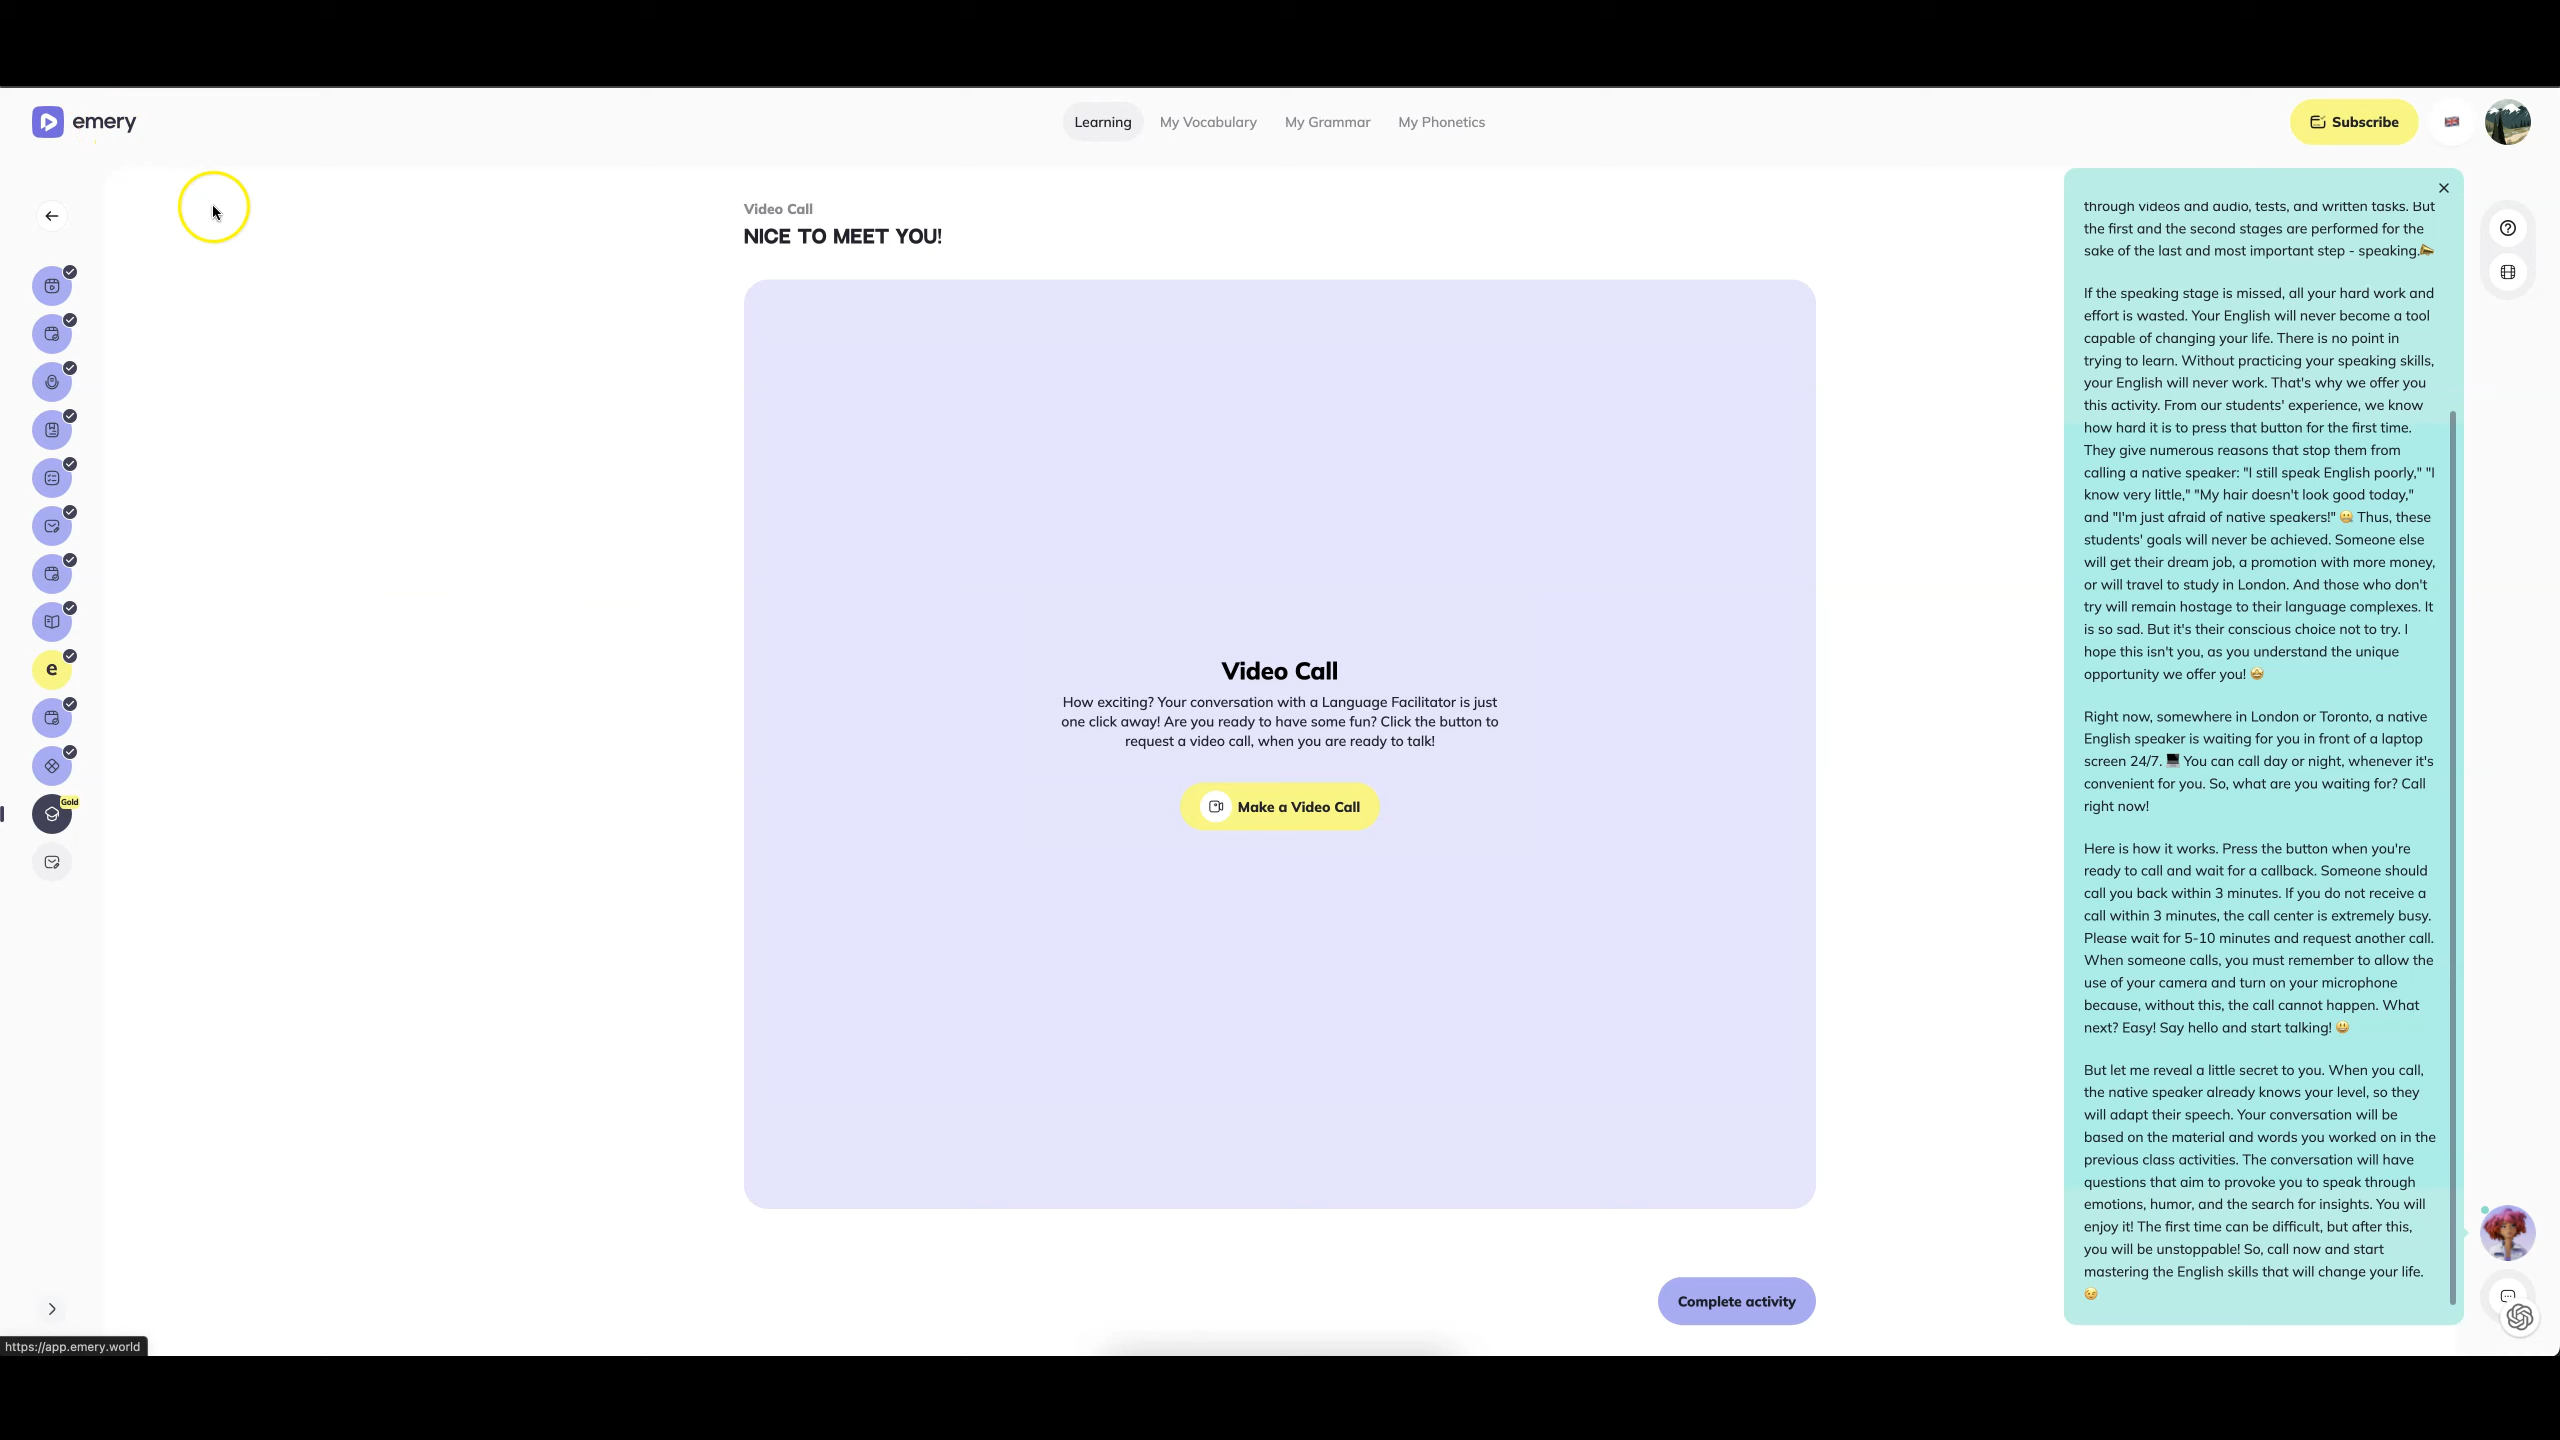 emery
Learning
My Vocabulary
My Grammar
My Phonetics
Subscribe
Video Call
NICE TO MEET YOU!
e
Gold
Video Call
How exciting? Your conversation with a Language Facilitator is just
one click away! Are you ready to have some fun? Click the button to
request a video call, when you are ready to talk!
Make a Video Call
Complete activity
through videos and audio, tests, and written tasks. But
the first and the second stages are performed for the
sake of the last and most important step - speaking.
If the speaking stage is missed, all your hard work and
effort is wasted. Your English will never become a tool
capable of changing your life. There is no point in
trying to learn. Without practicing your speaking skills,
your English will never work. That's why we offer you
this activity. From our students' experience, we know
how hard it is to press that button for the first time.
They give numerous reasons that stop them from
calling a native speaker: "I still speak English poorly," "I
know very little," "My hair doesn't look good today,"
and "I'm just afraid of native speakers!" Thus, these
students' goals will never be achieved. Someone else
will get their dream job, a promotion with more money,
or will travel to study in London. And those who don't
try will remain hostage to their language complexes. It
is so sad. But it's their conscious choice not to try. I
hope this isn't you, as you understand the unique
opportunity we offer you!
Right now, somewhere in London or Toronto, a native
English speaker is waiting for you in front of a laptop
screen 24/7. You can call day or night, whenever it's
convenient for you. So, what are you waiting for? Call
right now!
Here is how it works. Press the button when you're
ready to call and wait for a callback. Someone should
call you back within 3 minutes. If you do not receive a
call within 3 minutes, the call center is extremely busy.
Please wait for 5-10 minutes and request another call.
When someone calls, you must remember to allow the
use of your camera and turn on your microphone
because, without this, the call cannot happen. What
next? Easy! Say hello and start talking!
But let me reveal a little secret to you. When you call,
the native speaker already knows your level, so they
will adapt their speech. Your conversation will be
based on the material and words you worked on in the
previous class activities. The conversation will have
questions that aim to provoke you to speak through
emotions, humor, and the search for insights. You will
enjoy it! The first time can be difficult, but after this,
you will be unstoppable! So, call now and start
mastering the English skills that will change your life.
https://app.emery.world